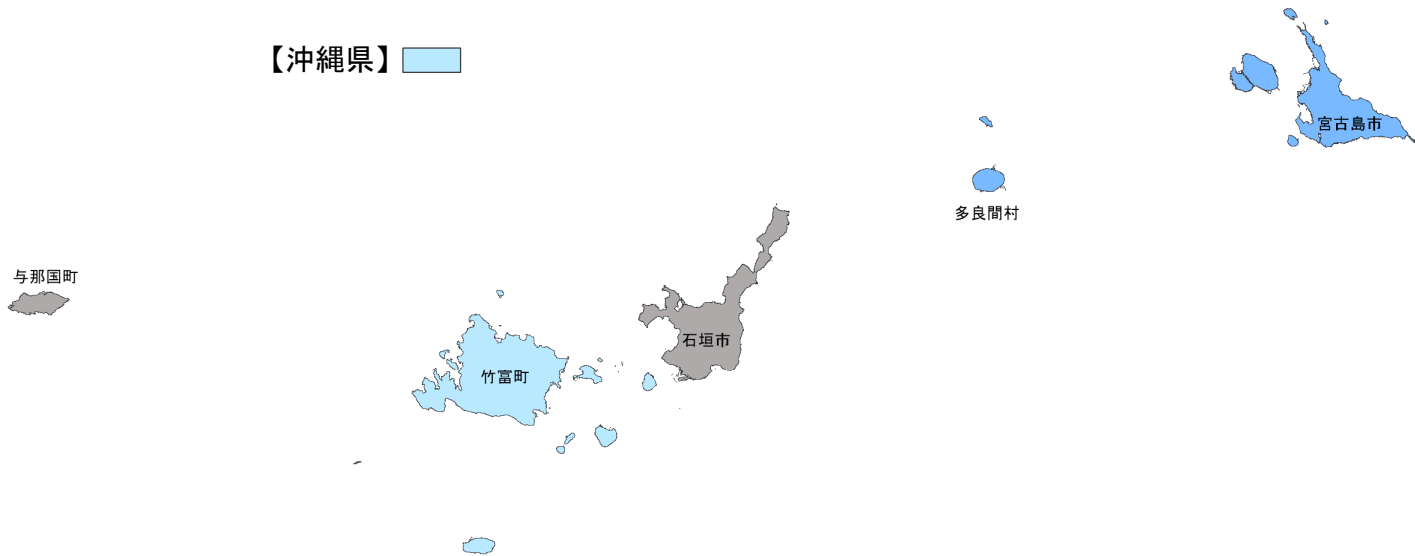 【沖縄県】
宮古島市
多良間村
与那国町
石垣市
竹富町